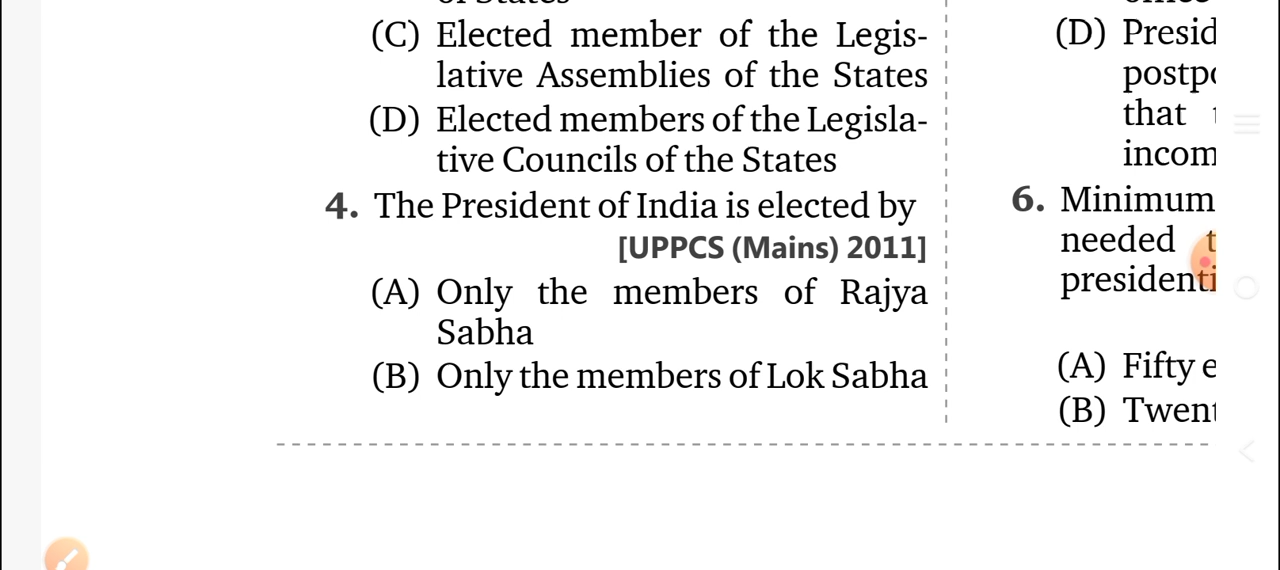 (C) Elected member of the Legis-
lative Assemblies of the States
(D) Elected members of the Legisla-
tive Councils of the States
4. The President of India is elected by
[UPPCS (Mains) 2011]
(A) Only the members of Rajya
Sabha
(B) Only the members of Lok Sabha
(D)
that
6. Minimum
needed
(A) Fifty
(B)